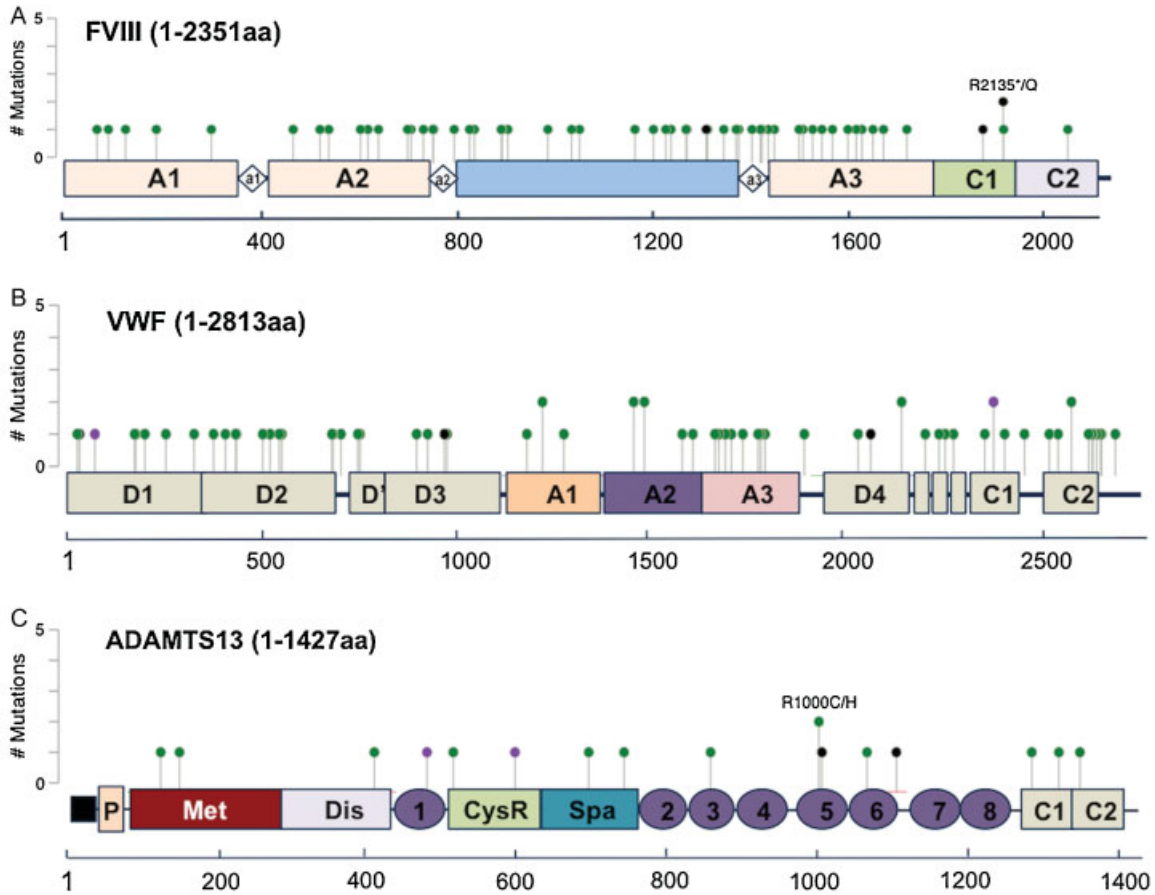 A
5
FVIII (1-2351aa)
# Mutations
R2135*/Q
0
A1 a1 A2 a2 a3 A3 C1 C2
1 400 800 1200 1600 2000
B
5
VWF (1-2813aa)
# Mutations
0
D1 D2 D' D3 A1 A2 A3 D4 C1 C2
1 500 1000 1500 2000 2500
C
5
ADAMTS13 (1-1427aa)
# Mutations
R1000C/H
0
P Met Dis 1 CysR Spa 2 3 4 5 6 7 8 C1 C2
1 200 400 600 800 1000 1200 1400